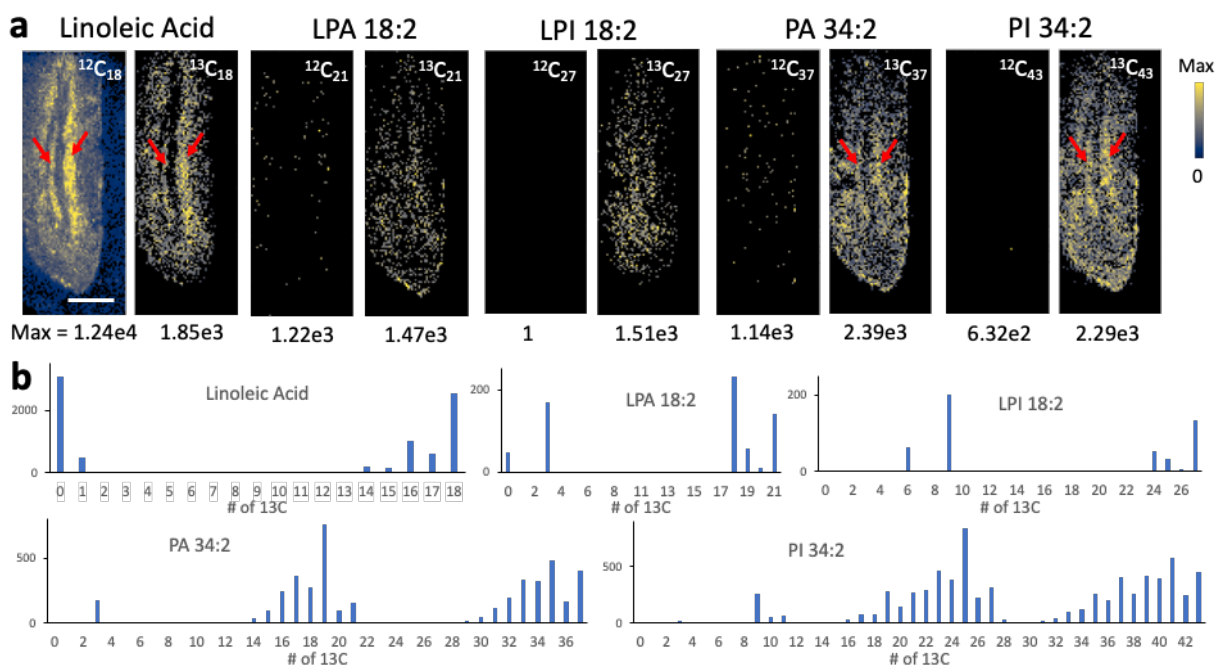 a
Linoleic Acid LPA 18:2 LPI 18:2 PA 34:2 PI 34:2
12C18 13C18 12C21 13C21 12C27 13C27 12C37 13C37 12C43 13C43
Max
0
Max = 1.24e4 1.85e3 1.22e3 1.47e3 1 1.51e3 1.14e3 2.39e3 6.32e2 2.29e3
b
Linoleic Acid
2000
0
0 1 2 3 4 5 6 7 8 9 10 11 12 13 14 15 16 17 18
# of 13C
LPA 18:2
200
0
0 2 4 6 8 10 12 14 16 17 19 21
# of 13C
LPI 18:2
200
0
0 2 4 6 8 10 12 14 16 18 20 22 24 26
# of 13C
PA 34:2
500
0
0 2 4 6 8 10 12 14 16 18 20 22 24 26 28 30 32 34 36
# of 13C
PI 34:2
500
0
0 2 4 6 8 10 12 14 16 18 20 22 24 26 28 30 32 34 36 38 40 42
# of 13C